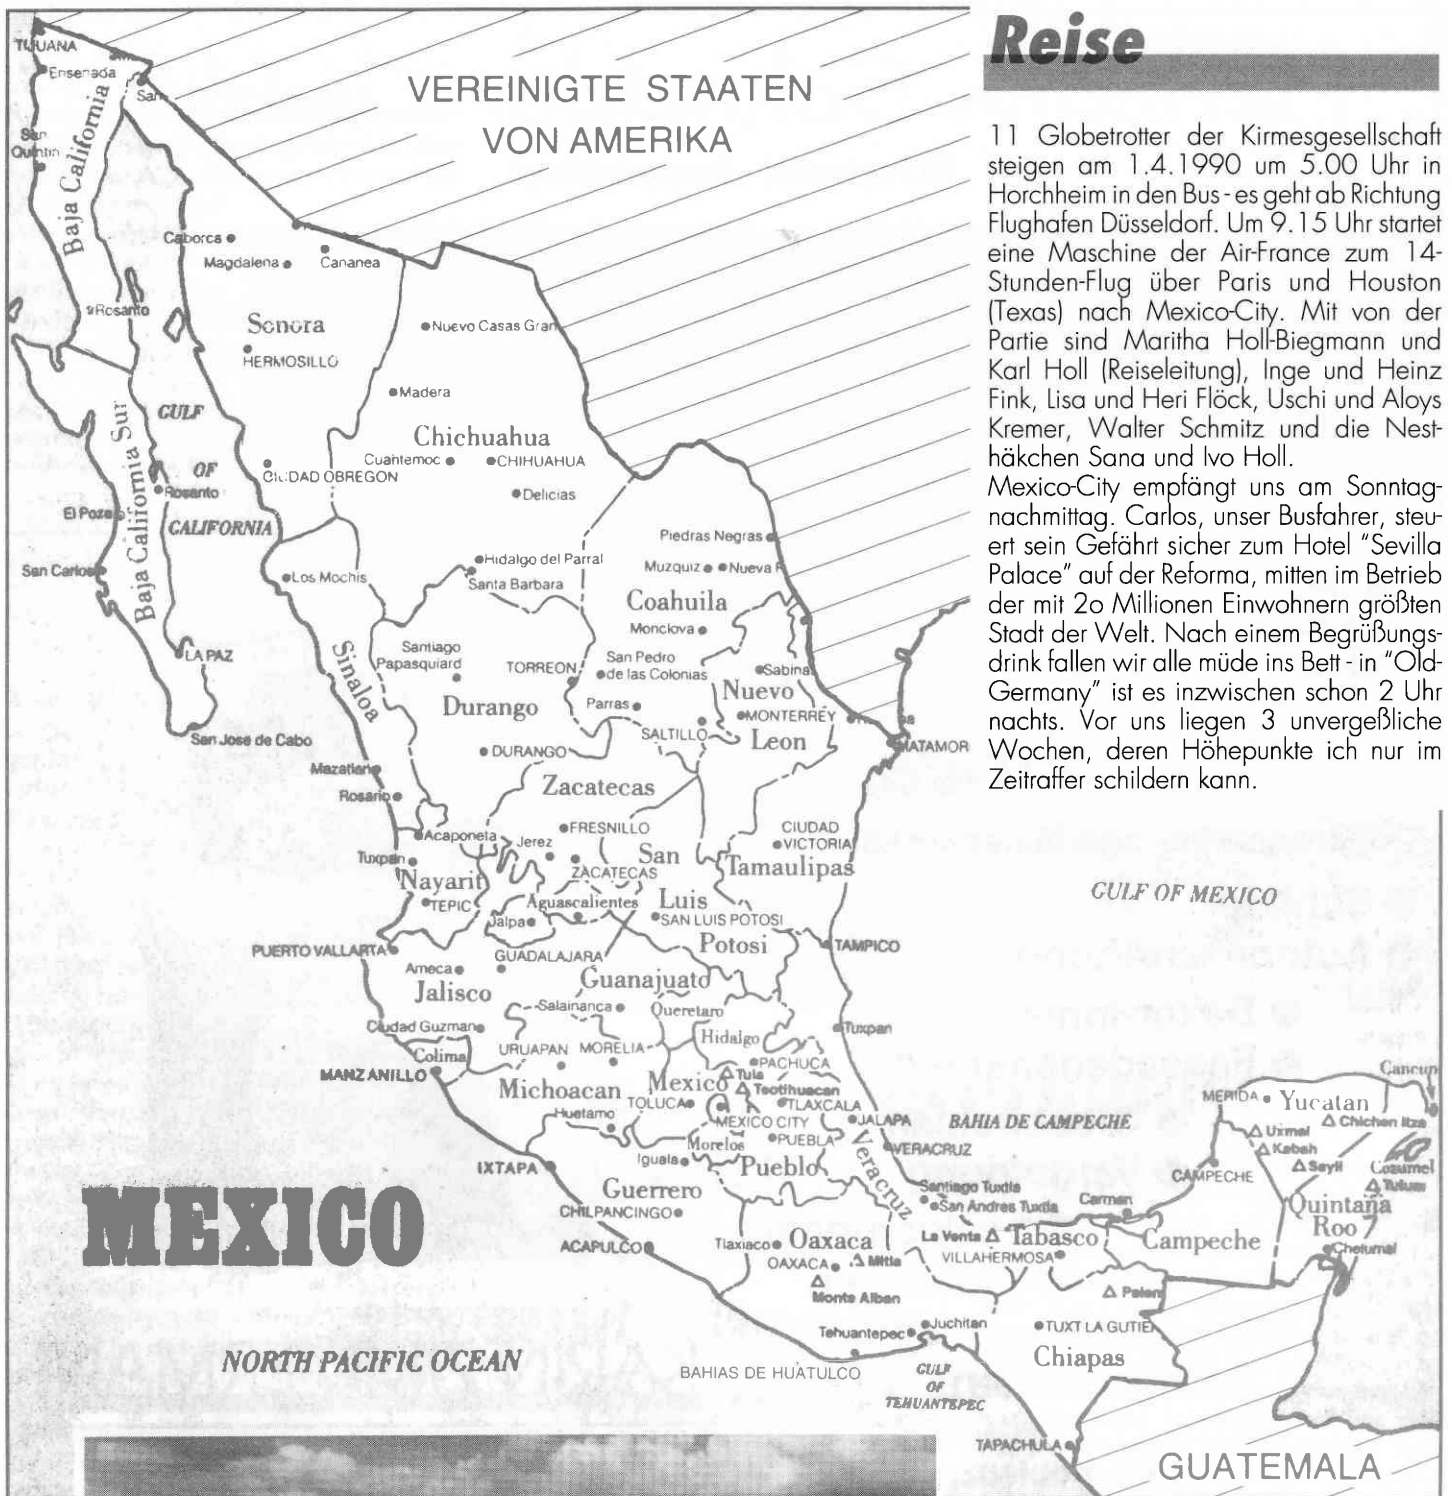 Reise
11 Globetrotter der Kirmesgesellschaft
steigen am 1.4.1990 um 5.00 Uhr in
Horchheim in den Bus - es geht ab Richtung
Flughafen Düsseldorf. Um 9.15 Uhr startet
eine Maschine der Air-France zum 14-
Stunden-Flug über Paris und Houston
(Texas) nach Mexico-City. Mit von der
Partie sind Maritha Holl-Biegmann und
Karl Holl (Reiseleitung), Inge und Heinz
Fink, Lisa und Heri Flöck, Uschi und Aloys
Kremer, Walter Schmitz und die Nest-
häkchen Sana und Ivo Holl.
Mexico-City empfängt uns am Sonntag-
nachmittag. Carlos, unser Busfahrer, steu-
ert sein Gefährt sicher zum Hotel "Sevilla
Palace" auf der Reforma, mitten im Betrieb
der mit 2o Millionen Einwohnern größten
Stadt der Welt. Nach einem Begrüßungs-
drink fallen wir alle müde ins Bett - in "Old-
Germany" ist es inzwischen schon 2 Uhr
nachts. Vor uns liegen 3 unvergeßliche
Wochen, deren Höhepunkte ich nur im
Zeitraffer schildern kann.
VEREINIGTE STAATEN
VON AMERIKA
TIJUANA
Ensenada
San
San
Quintin
Baja California
Caborca
Magdalena
Cananea
Rosanto
Sonora
HERMOSILLO
Nuevo Casas Gran
Madera
Chichuahua
Cuahtemoc
CHIHUAHUA
Delicias
GULF
OF
CALIFORNIA
CIUDAD OBREGON
Rosanto
El Poza
San Carlos
Baja California Sur
Los Mochis
Hidalgo del Parral
Santa Barbara
Piedras Negras
Muzquiz
Nueva R
Coahuila
Monclova
LA PAZ
Sinaloa
Santiago
Papasquiard
TORREON
San Pedro
de las Colonias
Sabinas
Nuevo
Leon
Durango
Parras
MONTERREY
SALTILLO
San Jose de Cabo
DURANGO
MATAMOR
Mazatlan
Zacatecas
Rosario
FRESNILLO
CIUDAD
VICTORIA
Acaponeta
Jerez
San
Luis
Potosi
Tamaulipas
Tuxpan
ZACATECAS
Nayarit
TEPIC
Aguascalientes
Jalpa
SAN LUIS POTOSI
GULF OF MEXICO
PUERTO VALLARTA
GUADALAJARA
TAMPICO
Ameca
Jalisco
Guanajuato
Salainanca
Queretaro
Ciudad Guzman
Hidalgo
Tuxpan
Colima
URUAPAN
MORELIA
PACHUCA
MANZANILLO
Michoacan
Mexico
Tula
Teotihuacan
TOLUCA
TLAXCALA
Huetamo
MEXICO CITY
JALAPA
BAHIA DE CAMPECHE
Morelos
PUEBLA
VERACRUZ
IXTAPA
Iguala
Pueblo
Veracruz
Guerrero
CHILPANCINGO
ACAPULCO
Santiago Tuxtla
San Andres Tuxtla
Carmen
Tlaxiaco
Oaxaca
La Venta
Tabasco
Campeche
OAXACA
Mitla
VILLAHERMOSA
Monte Alban
Palen
Juchitan
Tehuantepec
TUXT LA GUTIER
Chiapas
BAHIAS DE HUATULCO
GULF
OF
TEHUANTEPEC
TAPACHULA
GUATEMALA
Cancun
MERIDA
Yucatan
Uxmal
Chichen Itza
Kabah
Sayil
Cozumel
CAMPECHE
Tulum
Quintana
Roo
Chetumal
MEXICO
NORTH PACIFIC OCEAN